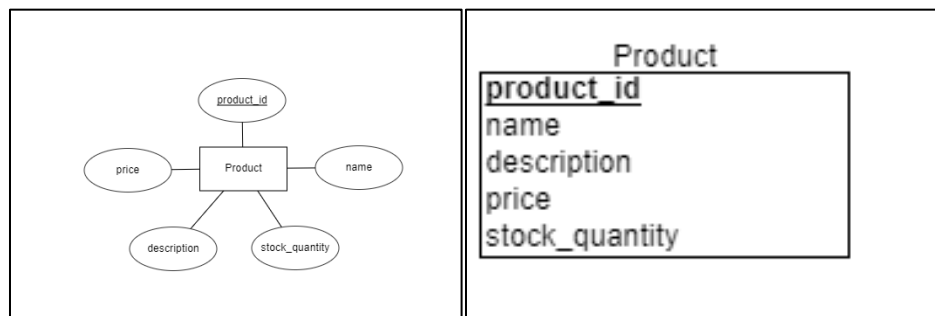 product_id
price
Product
name
description
stock_quantity
Product
product_id
name
description
price
stock_quantity